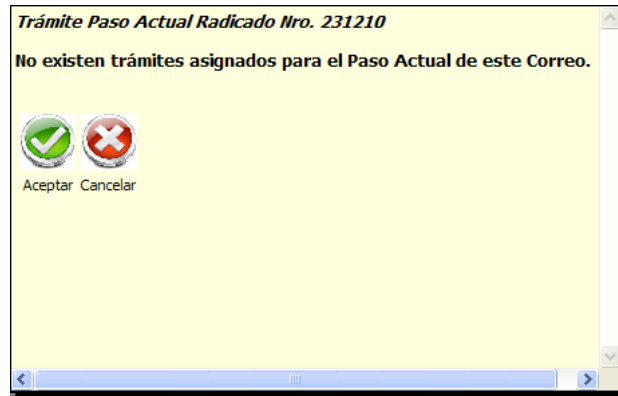 Trámite Paso Actual Radicado Nro. 231210
No existen trámites asignados para el Paso Actual de este Correo.
Aceptar Cancelar